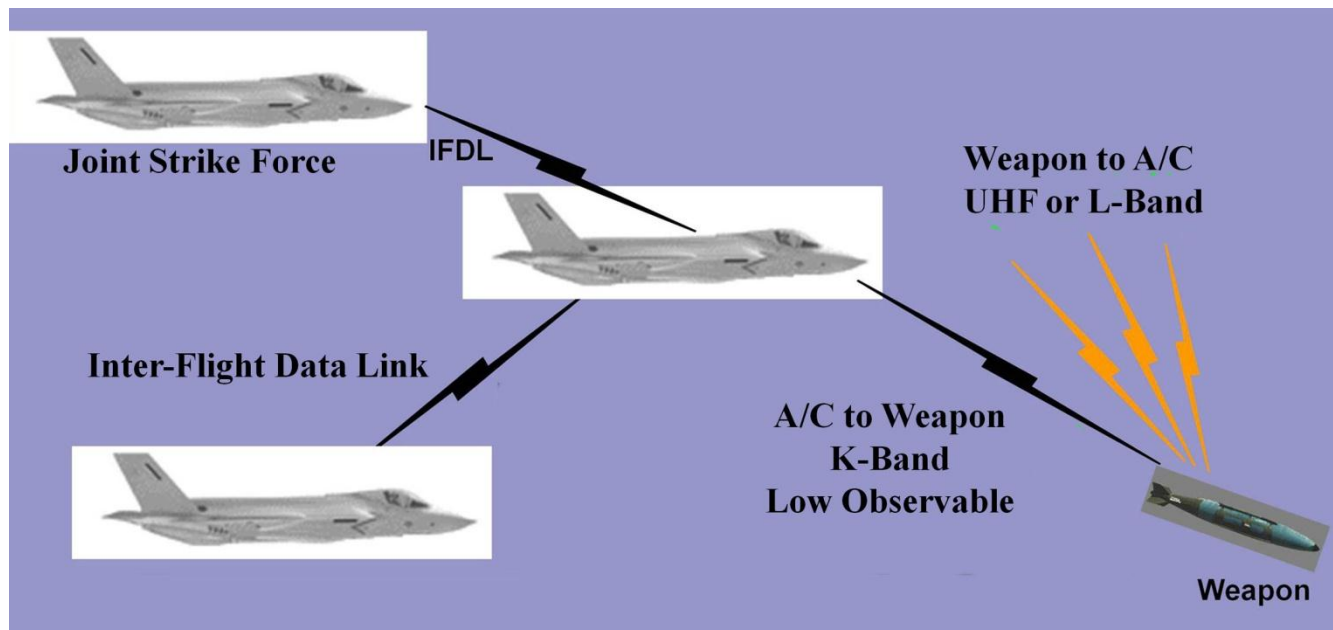 Joint Strike Force
IFDL
Weapon to A/C
UHF or L-Band
Inter-Flight Data Link
A/C to Weapon
K-Band
Low Observable
Weapon